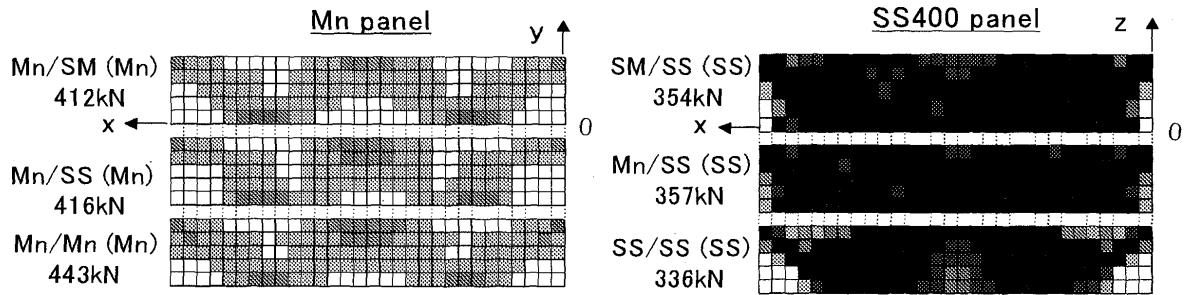 Mn panel
y
Mn/SM (Mn)
412kN
x
0
Mn/SS (Mn)
416kN
Mn/Mn (Mn)
443kN
SS400 panel
z
SM/SS (SS)
354kN
x
0
Mn/SS (SS)
357kN
SS/SS (SS)
336kN